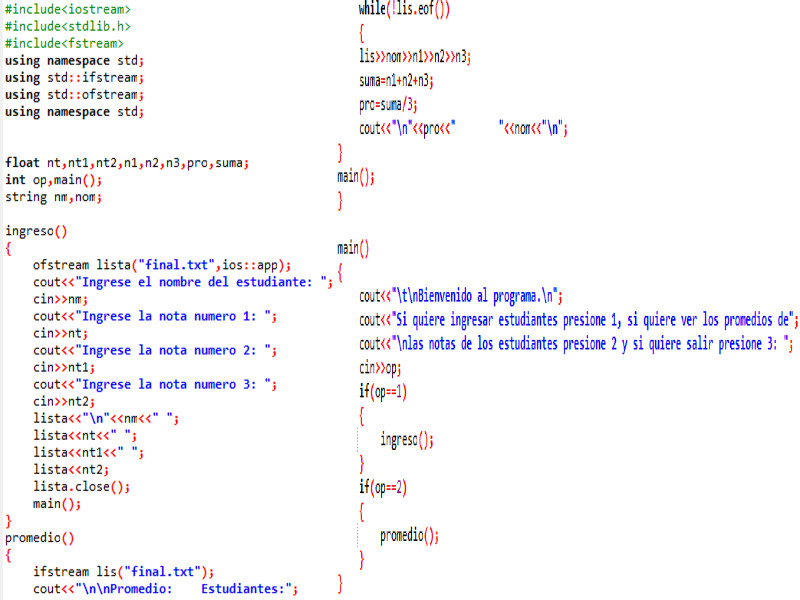 #include<iostream>
#include<stdlib.h>
#include<fstream>
using namespace std;
using std::ifstream;
using std::ofstream;
using namespace std;
float nt,nt1,nt2,n1,n2,n3,pro,suma;
int op,main();
string nm,nom;
ingreso()
{
ofstream lista("final.txt",ios::app);
cout<<"Ingrese el nombre del estudiante: ";
cin>>nm;
cout<<"Ingrese la nota numero 1: ";
cin>>nt;
cout<<"Ingrese la nota numero 2: ";
cin>>nt1;
cout<<"Ingrese la nota numero 3: ";
cin>>nt2;
lista<<"\n"<<nm<<" ";
lista<<nt<<" ";
lista<<nt1<<" ";
lista<<nt2;
lista.close();
main();
}
promedio()
{
ifstream lis("final.txt");
cout<<"\n\nPromedio:    Estudiantes:";
while(!lis.eof())
{
lis>>nom>>n1>>n2>>n3;
suma=n1+n2+n3;
pro=suma/3;
cout<<"\n"<<pro<<"       "<<nom<<"\n";
}
main();
}
main()
{
cout<<"\t\nBienvenido al programa.\n";
cout<<"Si quiere ingresar estudiantes presione 1, si quiere ver los promedios de";
cout<<"\nlas notas de los estudiantes presione 2 y si quiere salir presione 3: ";
cin>>op;
if(op==1)
{
ingreso();
}
if(op==2)
{
promedio();
}
}